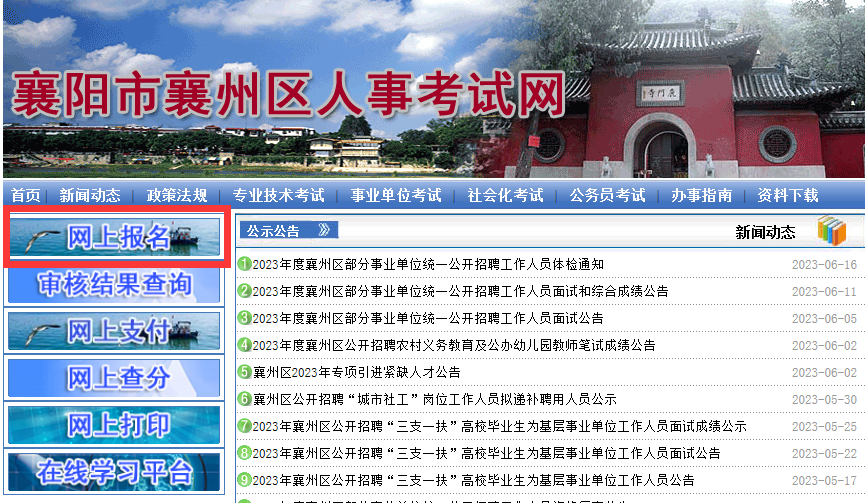 襄阳市襄州区人事考试网
鹿门寺
首页 新闻动态 政策法规 专业技术考试 事业单位考试 社会化考试 公务员考试 办事指南 资料下载
网上报名
审核结果查询
网上支付
网上查分
网上打印
在线学习平台
公示公告 新闻动态
1 2023年度襄州区部分事业单位统一公开招聘工作人员体检通知 2023-06-16
2 2023年度襄州区部分事业单位统一公开招聘工作人员面试和综合成绩公告 2023-06-11
3 2023年度襄州区部分事业单位统一公开招聘工作人员面试公告 2023-06-05
4 2023年度襄州区公开招聘农村义务教育及公办幼儿园教师笔试成绩公告 2023-06-02
5 襄州区2023年专项引进紧缺人才公告 2023-06-02
6 襄州区公开招聘“城市社工”岗位工作人员拟递补聘用人员公示 2023-05-30
7 2023年襄州区公开招聘“三支一扶”高校毕业生为基层事业单位工作人员面试成绩公示 2023-05-25
8 2023年襄州区公开招聘“三支一扶”高校毕业生为基层事业单位工作人员面试公告 2023-05-22
9 2023年襄州区公开招聘“三支一扶”高校毕业生为基层事业单位工作人员公告 2023-05-17